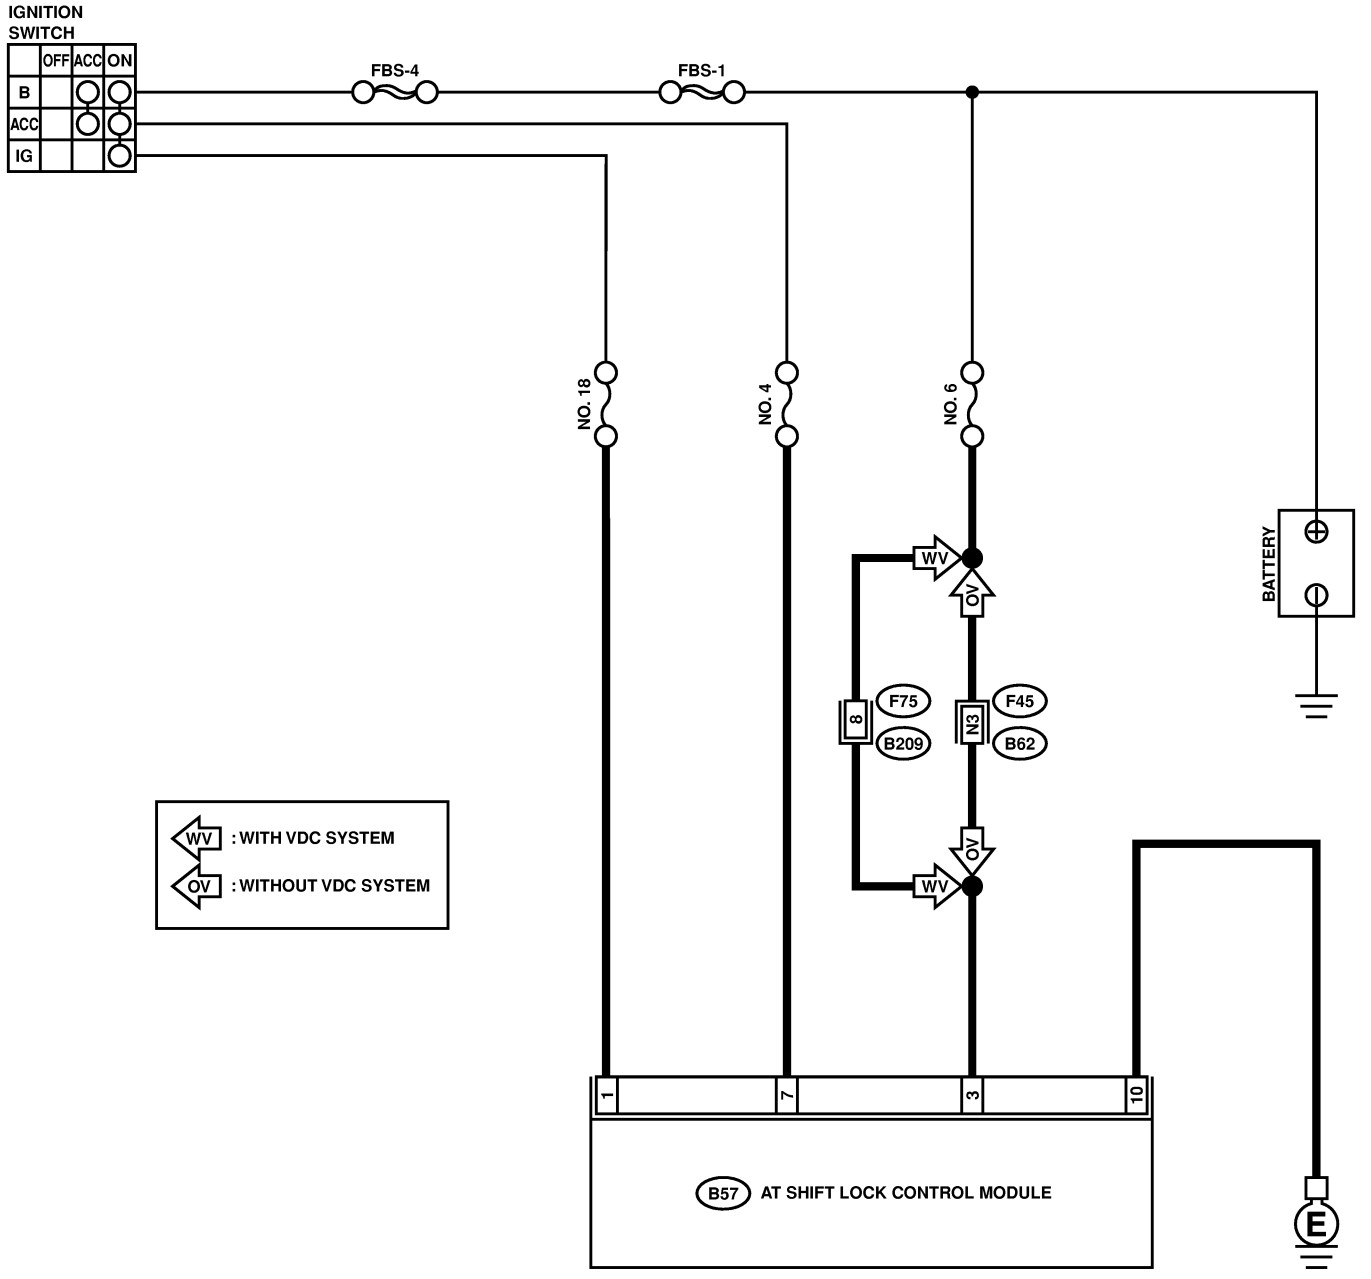 IGNITION
SWITCH
OFF ACC ON
B
ACC
IG
FBS-4
FBS-1
NO. 18
NO. 4
NO. 6
BATTERY
WV
OV
8
F75
B209
N3
F45
B62
OV
WV
WV : WITH VDC SYSTEM
OV : WITHOUT VDC SYSTEM
1
7
3
10
B57 AT SHIFT LOCK CONTROL MODULE
E